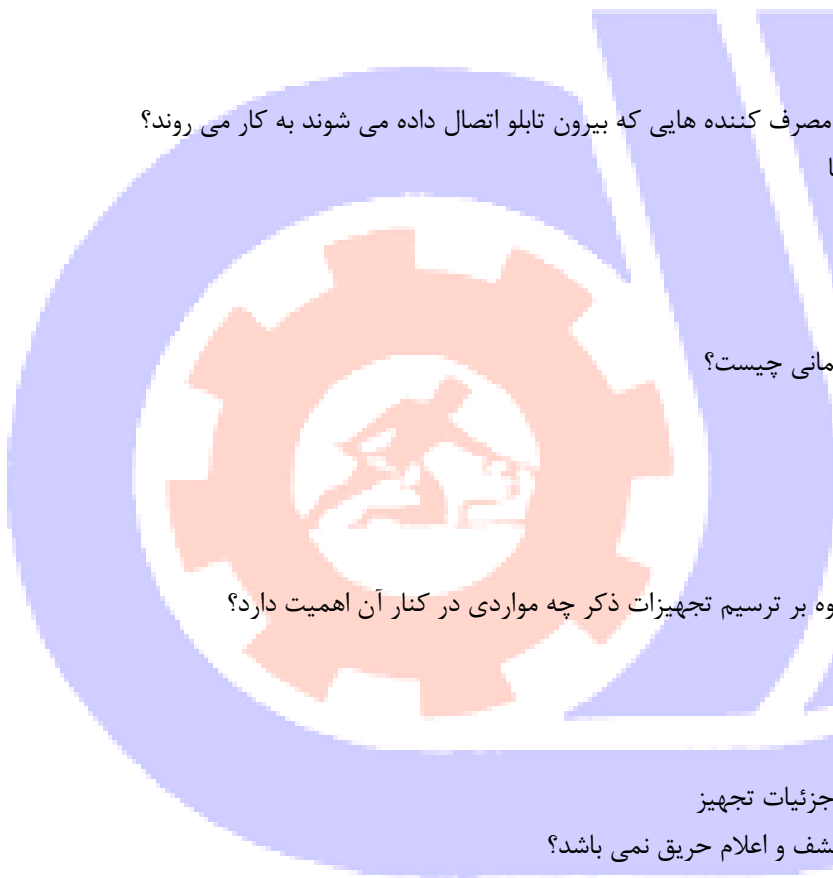 مصرف کننده هایی که بیرون تابلو اتصال داده می شوند به کار می روند؟
ا
مانی چیست؟
وه بر ترسیم تجهیزات ذکر چه مواردی در کنار آن اهمیت دارد؟
جزئیات تجهیز
شف و اعلام حریق نمی باشد؟